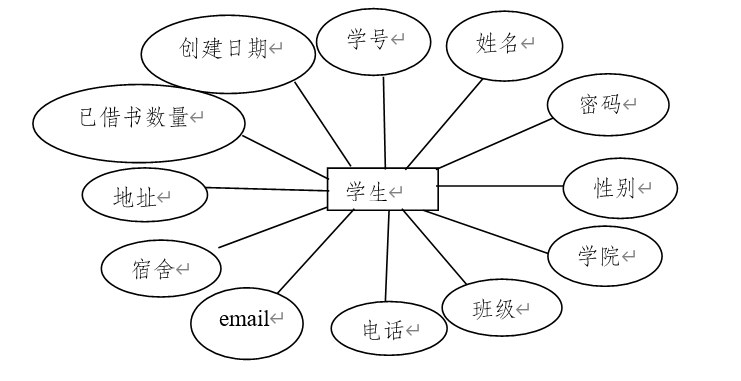 创建日期
学号
姓名
已借书数量
密码
学生
地址
性别
宿舍
学院
email
电话
班级